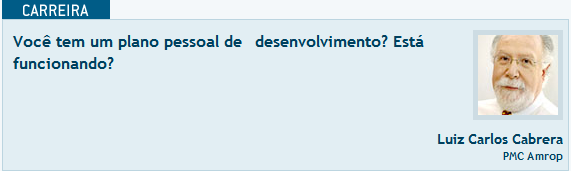 CARREIRA
Você tem um plano pessoal de desenvolvimento? Está
funcionando?
Luiz Carlos Cabrera
PMC Amrop